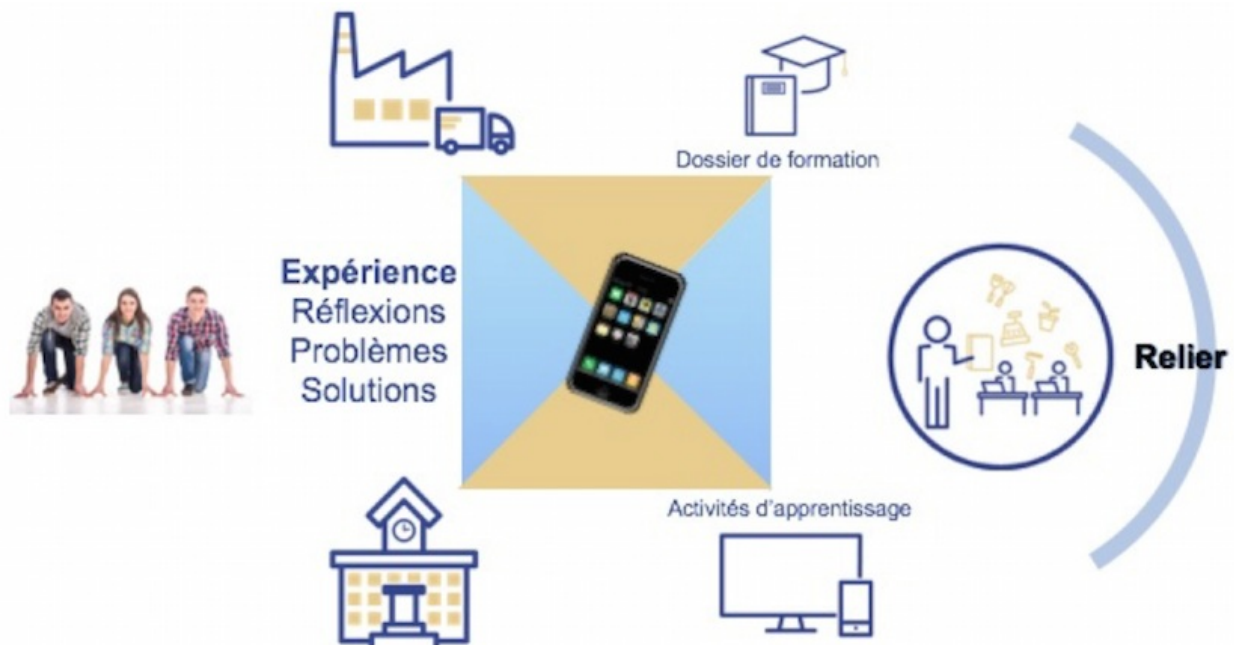 Dossier de formation
Expérience
Réflexions
Problèmes
Solutions
Relier
Activités d'apprentissage